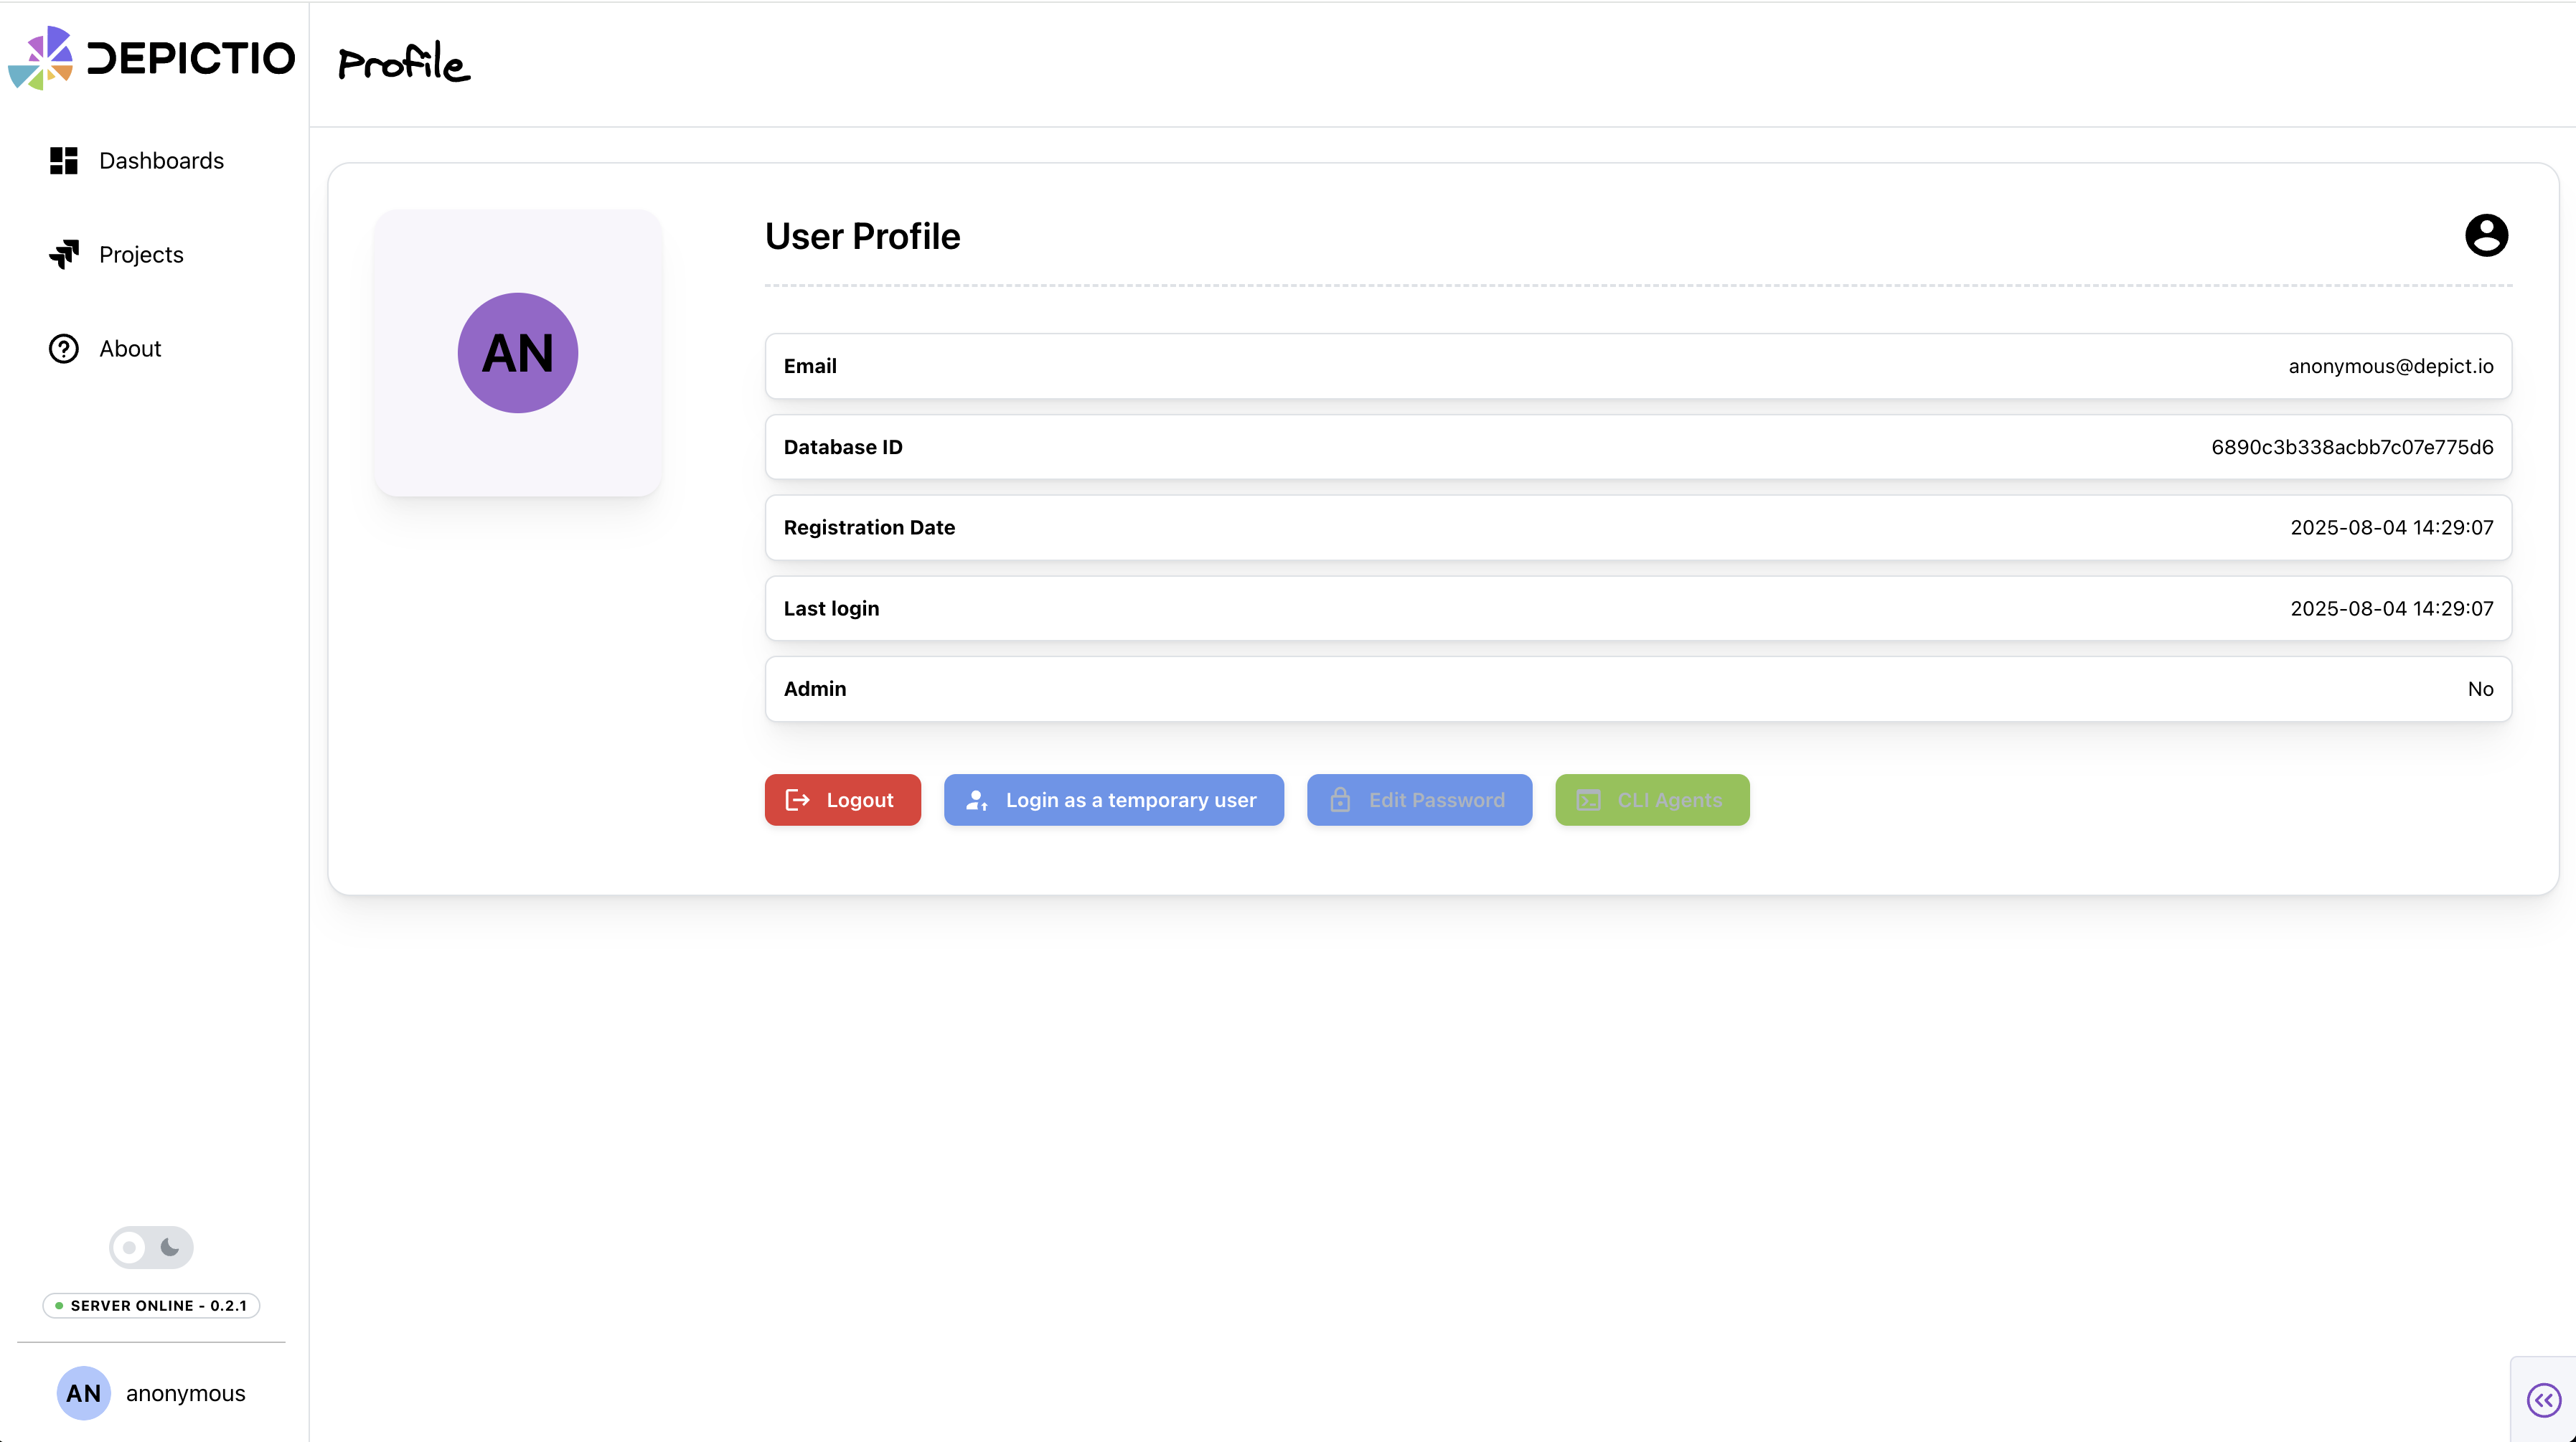 DEPICTIO
Profile
Dashboards
Projects
About
AN
User Profile
Email anonymous@depict.io
Database ID 6890c3b338acbb7c07e775d6
Registration Date 2025-08-04 14:29:07
Last login 2025-08-04 14:29:07
Admin No
Logout Login as a temporary user Edit Password CLI Agents
SERVER ONLINE - 0.2.1
AN anonymous